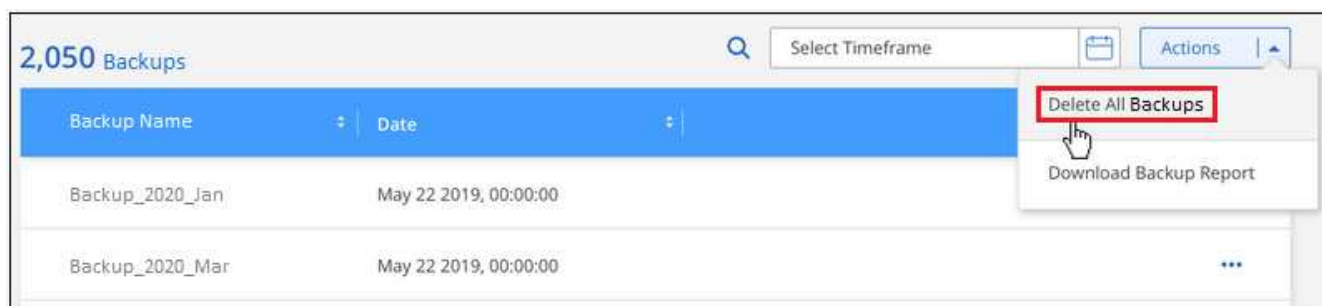 2,050 Backups
Select Timeframe
Actions
Delete All Backups
Download Backup Report
Backup Name
Date
Backup_2020_Jan
May 22 2019, 00:00:00
Backup_2020_Mar
May 22 2019, 00:00:00